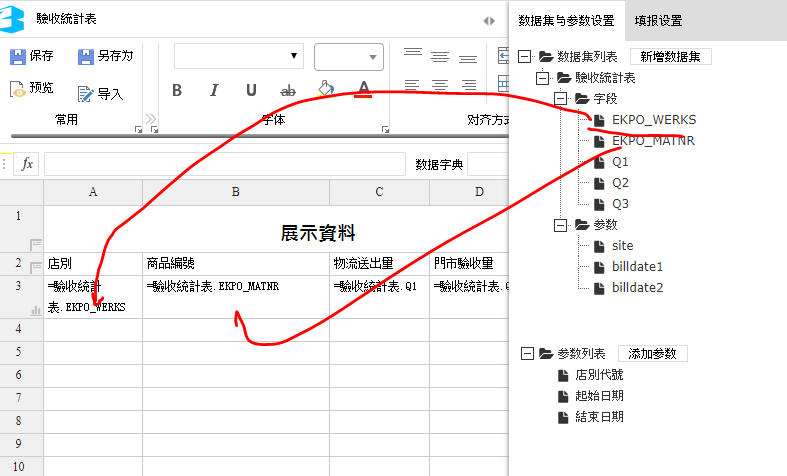 驗收統計表
保存
另存为
预览
导入
常用
B I U ab A
字体
对齐方式
fx
数据字典
A B C D
1 展示資料
2 店別 商品編號 物流送出量 門市驗收量
3 =驗收統計表.EKPO_WERKS =驗收統計表.EKPO_MATNR =驗收統計表.Q1 =驗收統計表.Q
4
5
6
7
8
9
10
数据集与参数设置 填报设置
数据集列表 新增数据集
驗收統計表
字段
EKPO_WERKS
EKPO_MATNR
Q1
Q2
Q3
参数
site
billdate1
billdate2
参数列表 添加参数
店別代號
起始日期
結束日期